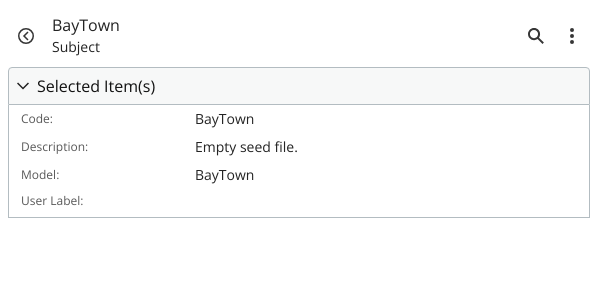 BayTown
Subject
Selected Item(s)
Code: BayTown
Description: Empty seed file.
Model: BayTown
User Label: